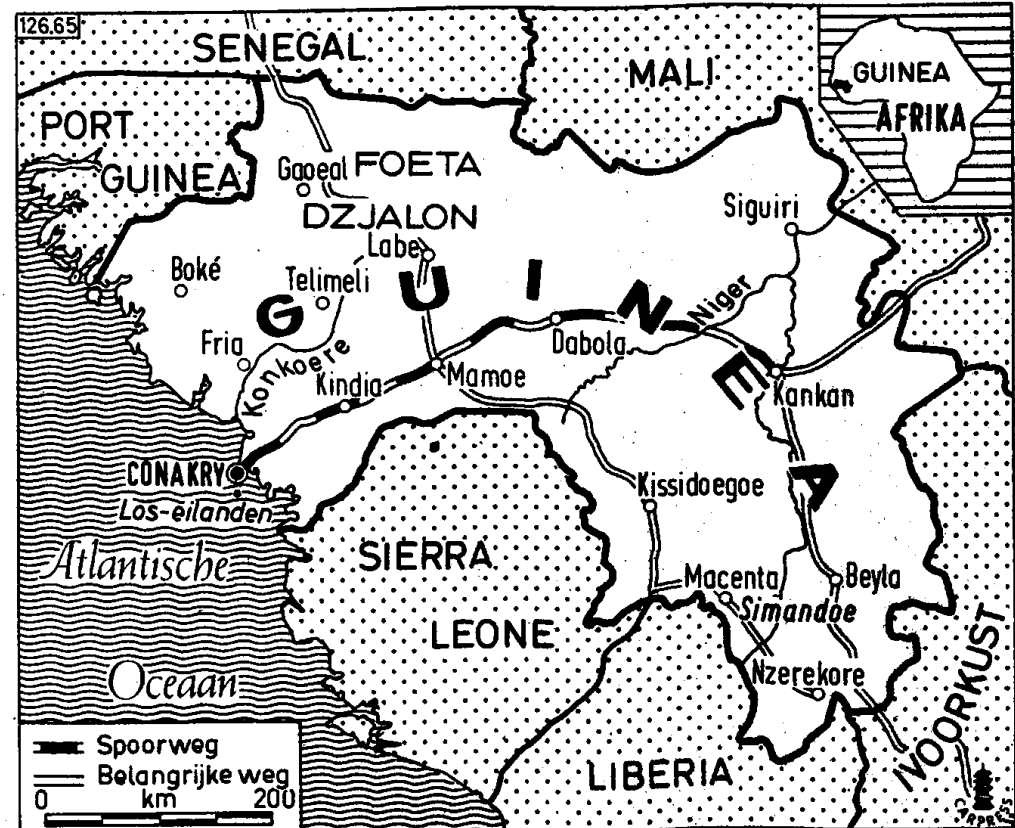 126.65
SENEGAL
MALI
GUINEA
AFRIKA
PORT.
GUINEA
Gaoeal
FOETA
DZJALON
Labe
Siguiri
Boké
Telimeli
GUINEA
Niger
Fria
Konkoere
Dabola
Kindia
Mamoe
Kankan
CONAKRY
Los-eilanden
Kissidoegoe
Atlantische
Oceaan
SIERRA
LEONE
Macenta
Simandoe
Beyla
Nzerekore
IVOORKUST
LIBERIA
Spoorweg
Belangrijke weg
0 km 200
CARPRESS